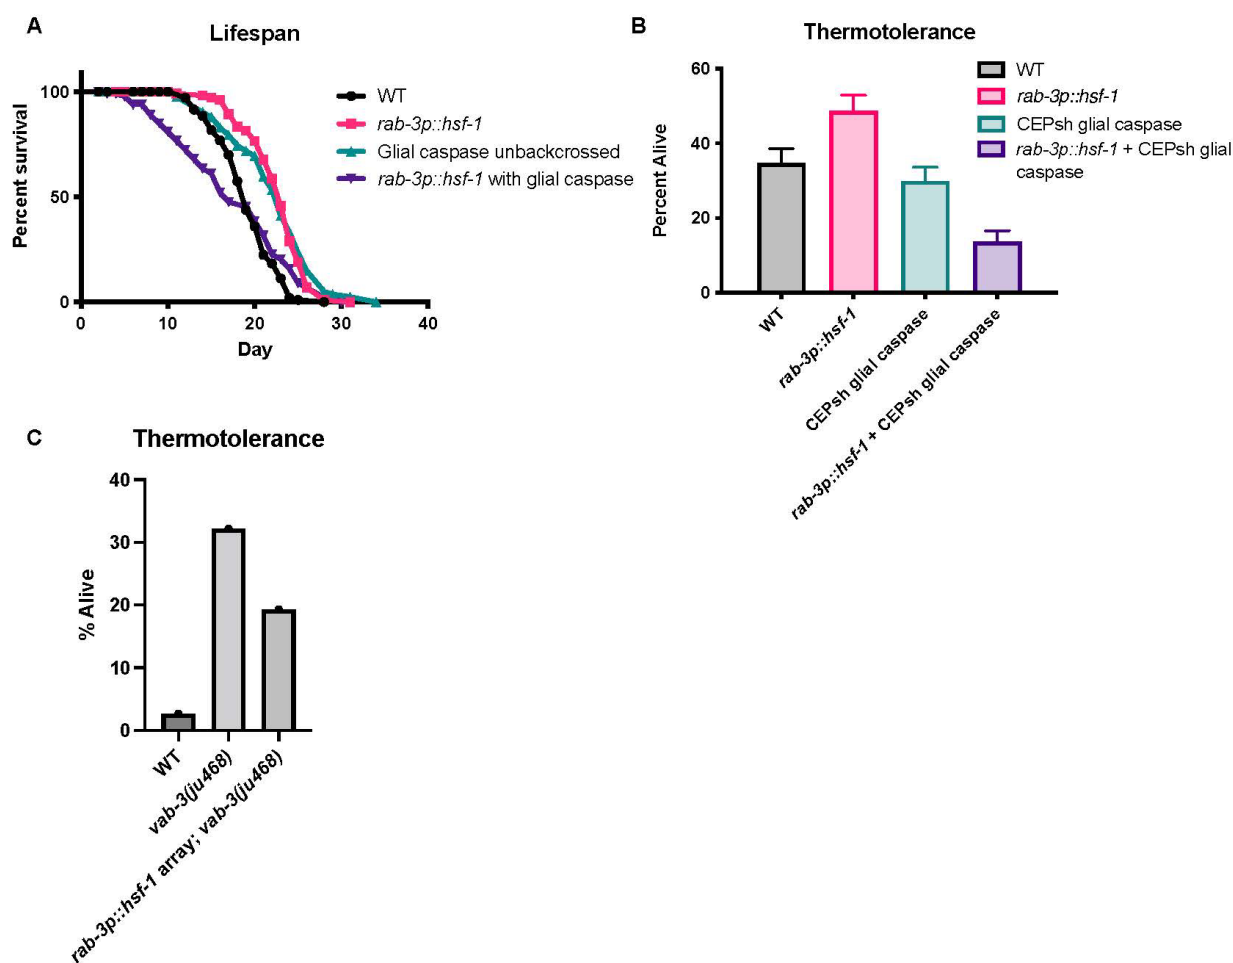 A
Lifespan
Percent survival
100
50
0
0
10
20
30
40
Day
WT
rab-3p::hsf-1
Glial caspase unbackcrossed
rab-3p::hsf-1 with glial caspase
B
Thermotolerance
Percent Alive
60
40
20
0
WT
rab-3p::hsf-1
CEPsh glial caspase
rab-3p::hsf-1 + CEPsh glial
caspase
WT
rab-3p::hsf-1
CEPsh glial caspase
rab-3p::hsf-1 + CEPsh glial caspase
C
Thermotolerance
% Alive
40
30
20
10
0
WT
vab-3(ju468)
rab-3p::hsf-1 array; vab-3(ju468)